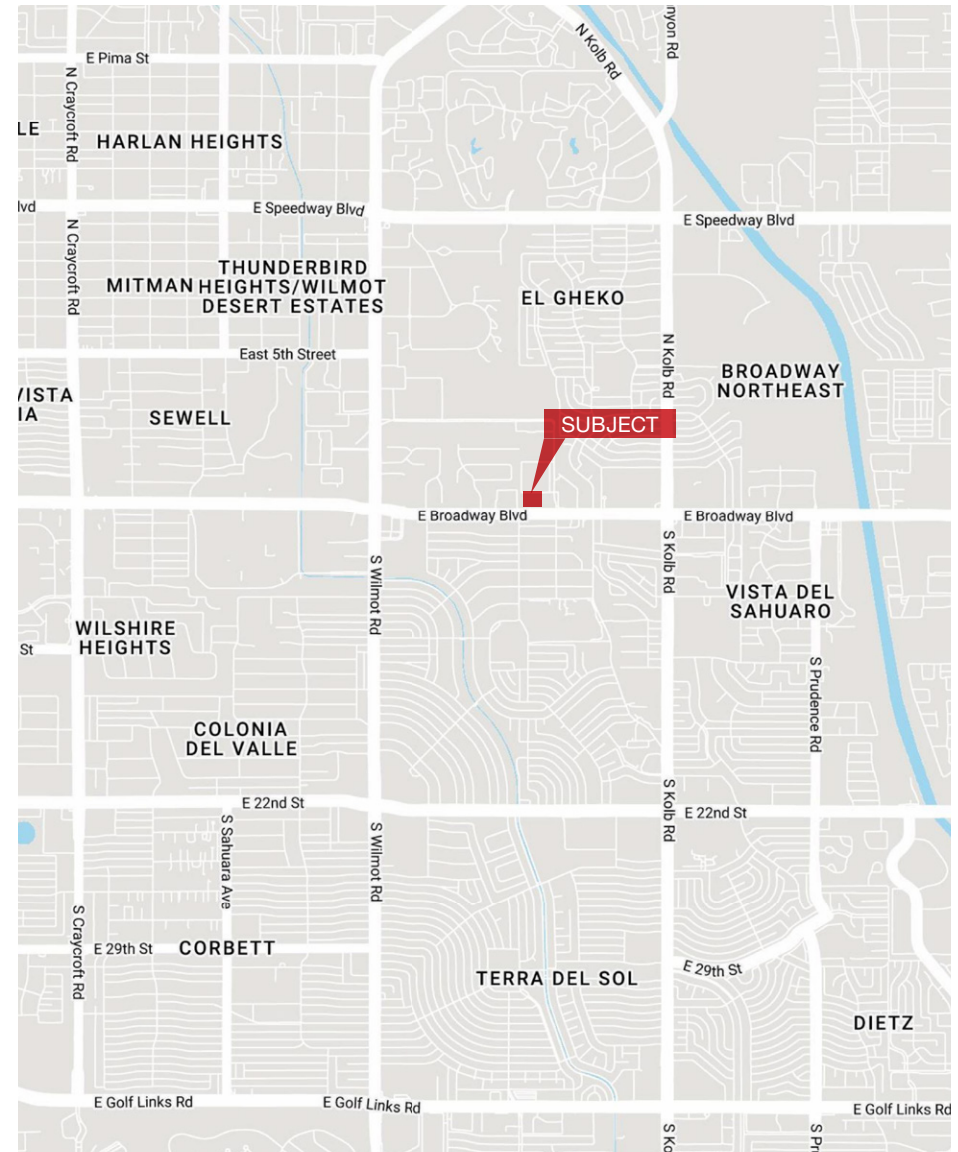 nyon Rd
N Kolb Rd
E Pima St
N Craycroft Rd
LE
HARLAN HEIGHTS
lvd
E Speedway Blvd
E Speedway Blvd
N Craycroft Rd
THUNDERBIRD
HEIGHTS/WILMOT
DESERT ESTATES
MITMAN
EL GHEKO
East 5th Street
N Kolb Rd
BROADWAY
NORTHEAST
VISTA
IA
SEWELL
SUBJECT
E Broadway Blvd
E Broadway Blvd
S Wilmot Rd
S Kolb Rd
VISTA DEL
SAHUARO
WILSHIRE
HEIGHTS
St
S Prudence Rd
COLONIA
DEL VALLE
S Kolb Rd
E 22nd St
E 22nd St
S Sahuara Ave
S Wilmot Rd
S Craycroft Rd
E 29th St
CORBETT
E 29th St
TERRA DEL SOL
DIETZ
E Golf Links Rd
E Golf Links Rd
E Golf Links Rd
S Ko
S Pr